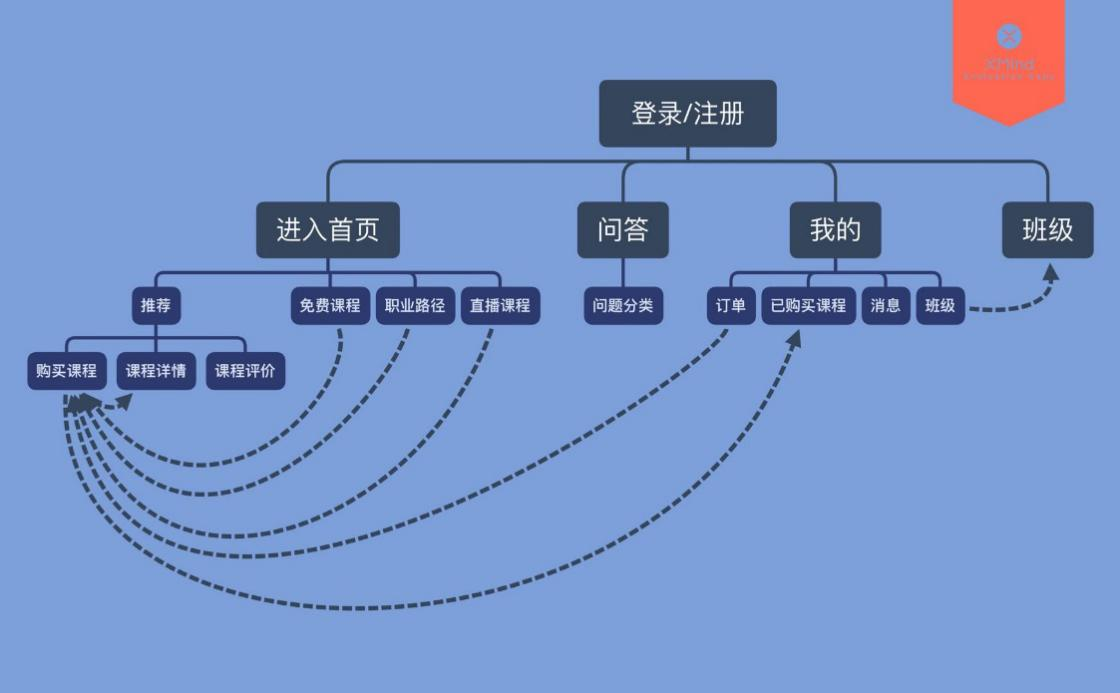 XMind
登录/注册
进入首页
问答
我的
班级
推荐
免费课程
职业路径
直播课程
问题分类
订单
已购买课程
消息
班级
购买课程
课程详情
课程评价